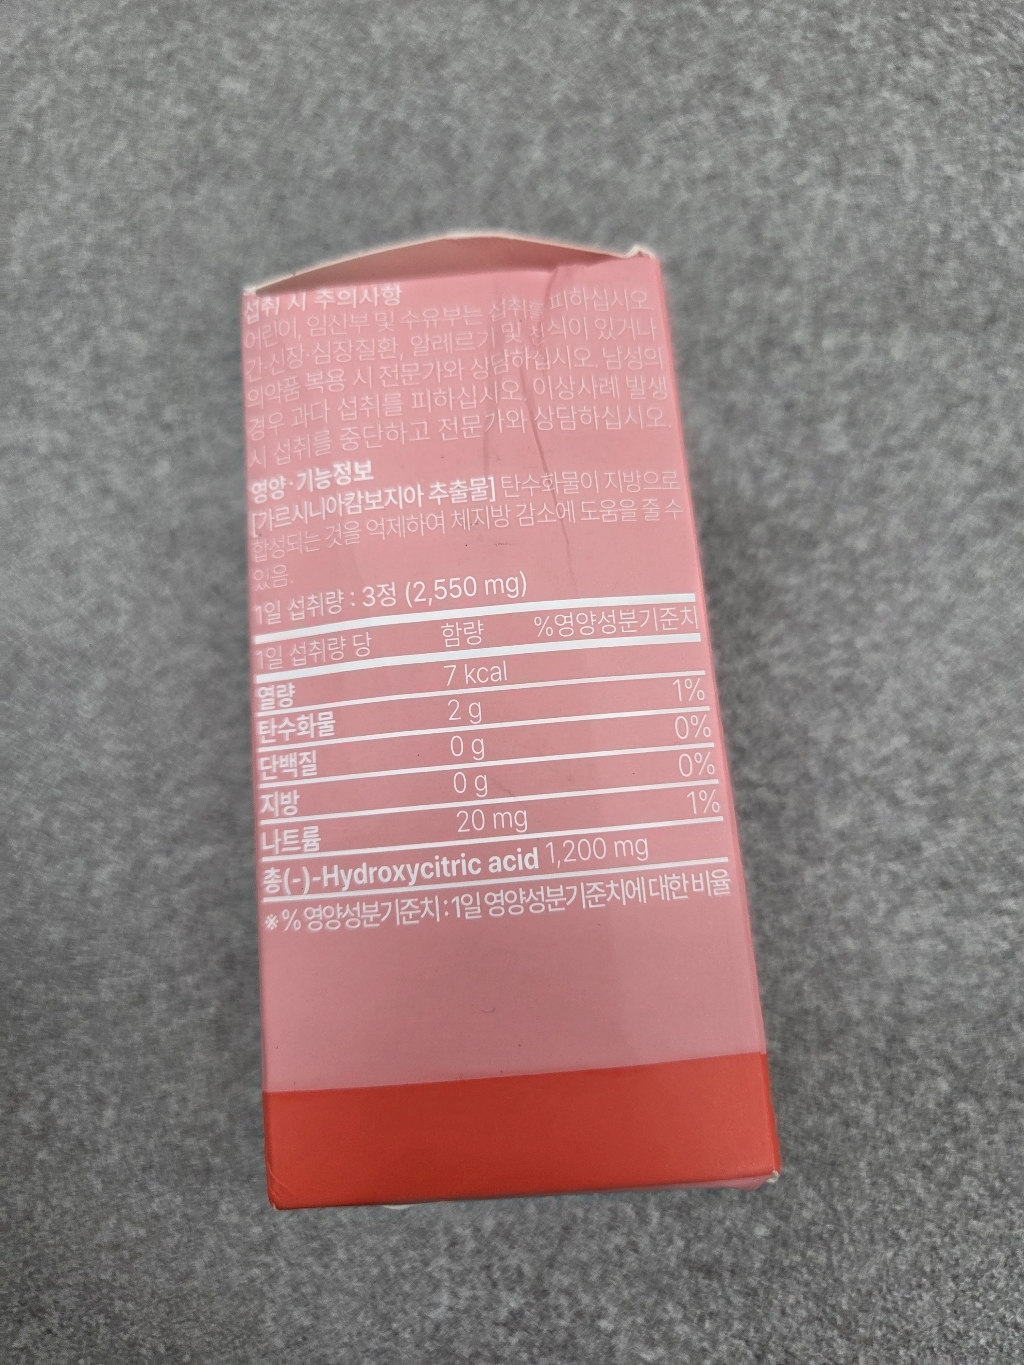 섭취 시 주의사항
어린이, 임산부 및 수유부는 섭취를 피하십시오.
간·신장·심장질환, 알레르기 및 천식이 있거나
의약품 복용 시 전문가와 상담하십시오. 남성의
경우 과다 섭취를 피하십시오. 이상사례 발생
시 섭취를 중단하고 전문가와 상담하십시오.
영양·기능정보
[가르시니아캄보지아 추출물] 탄수화물이 지방으로
합성되는 것을 억제하여 체지방 감소에 도움을 줄 수
있음.
1일 섭취량 : 3정 (2,550 mg)
1일 섭취량 당 함량 %영양성분기준치
열량 7 kcal
탄수화물 2 g 1%
단백질 0 g 0%
지방 0 g 0%
나트륨 20 mg 1%
총(-)-Hydroxycitric acid 1,200 mg
※ % 영양성분기준치 : 1일 영양성분기준치에 대한 비율